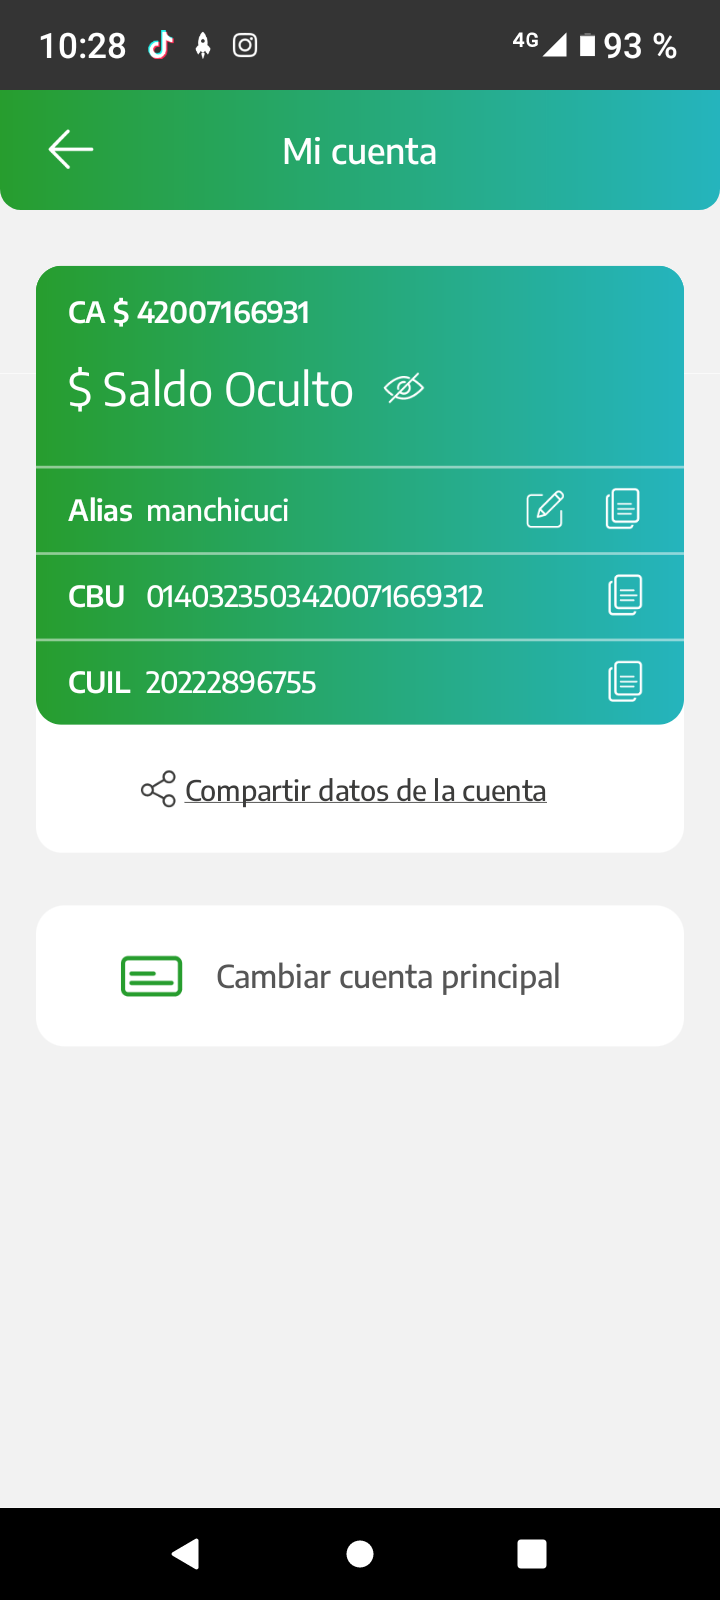 10:28 4G 93 %
Mi cuenta
CA $ 42007166931
$ Saldo Oculto
Alias manchicuci
CBU 0140323503420071669312
CUIL 20222896755
Compartir datos de la cuenta
Cambiar cuenta principal